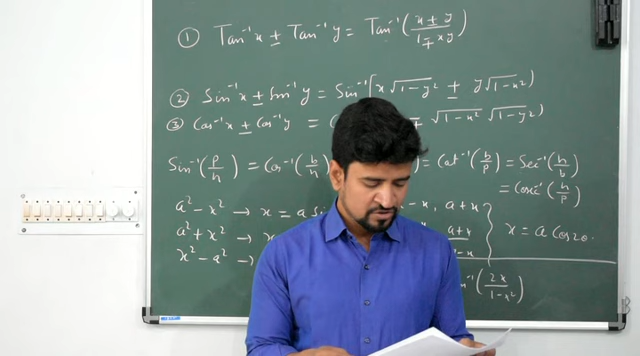 ① Tan⁻¹x ± Tan⁻¹y = Tan⁻¹(x ± y / 1 ∓ xy)
② Sin⁻¹x ± Sin⁻¹y = Sin⁻¹[x √1-y² ± y√1-x²)
③ Cos⁻¹x ± Cos⁻¹y = ( √1-x² √1-y²)
Sin⁻¹(P/h) = Cos⁻¹(b/h) = Cot⁻¹(b/P) = Sec⁻¹(h/b)
= Cosec⁻¹(h/P)
a² - x² → x = a Si - x, a + x
a² + x² → a+x x = a Cos2θ.
x² - a² → - x
(2x / 1-x²)